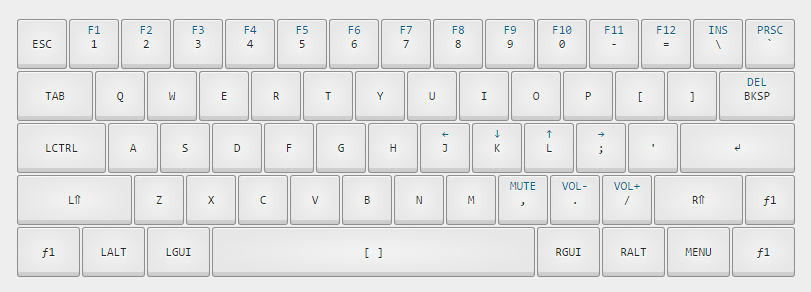 F1 F2 F3 F4 F5 F6 F7 F8 F9 F10 F11 F12 INS PRSC
ESC 1 2 3 4 5 6 7 8 9 0 - = \ `
DEL
TAB Q W E R T Y U I O P [ ] BKSP
← ↓ ↑ →
LCTRL A S D F G H J K L ; ' ↲
MUTE VOL- VOL+
L⇑ Z X C V B N M , . / R⇑ ƒ1
ƒ1 LALT LGUI [ ] RGUI RALT MENU ƒ1